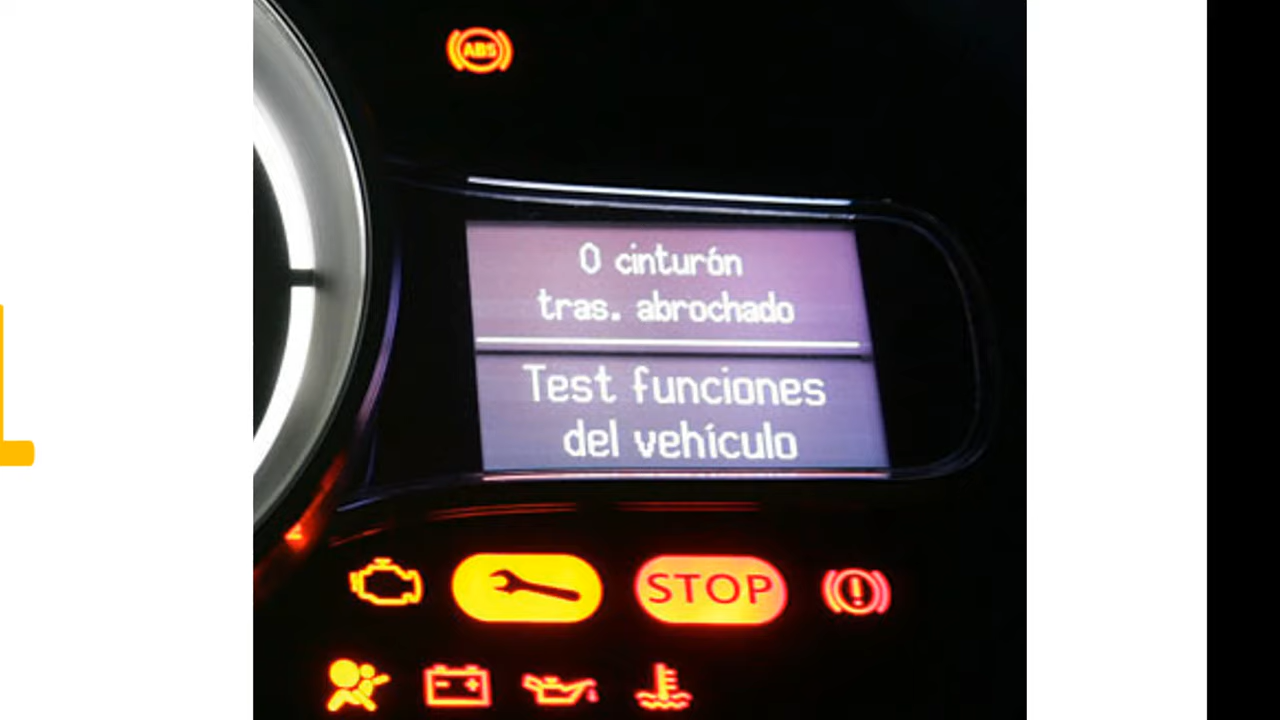 ABS
0 cinturón
tras. abrochado
Test funciones
del vehículo
STOP